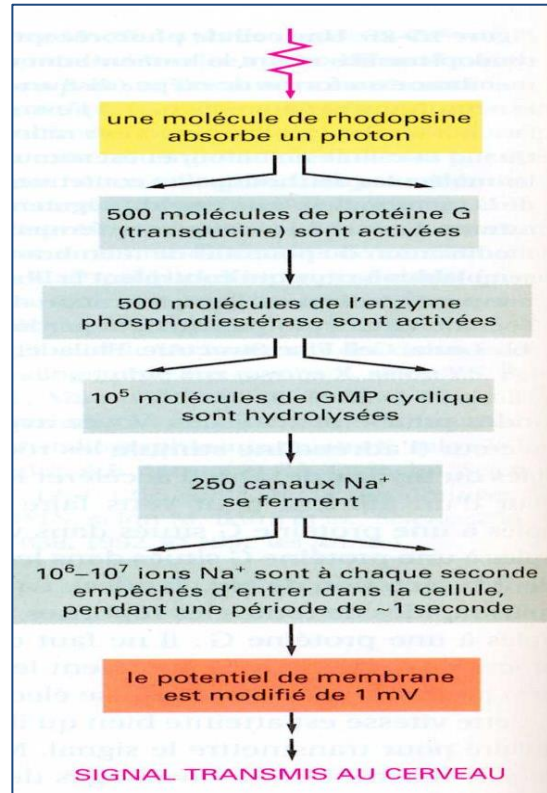 une molécule de rhodopsine
absorbe un photon
500 molécules de protéine G
(transducine) sont activées
500 molécules de l'enzyme
phosphodiestérase sont activées
10⁵ molécules de GMP cyclique
sont hydrolysées
250 canaux Na⁺
se ferment
10⁶–10⁷ ions Na⁺ sont à chaque seconde
empêchés d'entrer dans la cellule,
pendant une période de ~1 seconde
le potentiel de membrane
est modifié de 1 mV
SIGNAL TRANSMIS AU CERVEAU